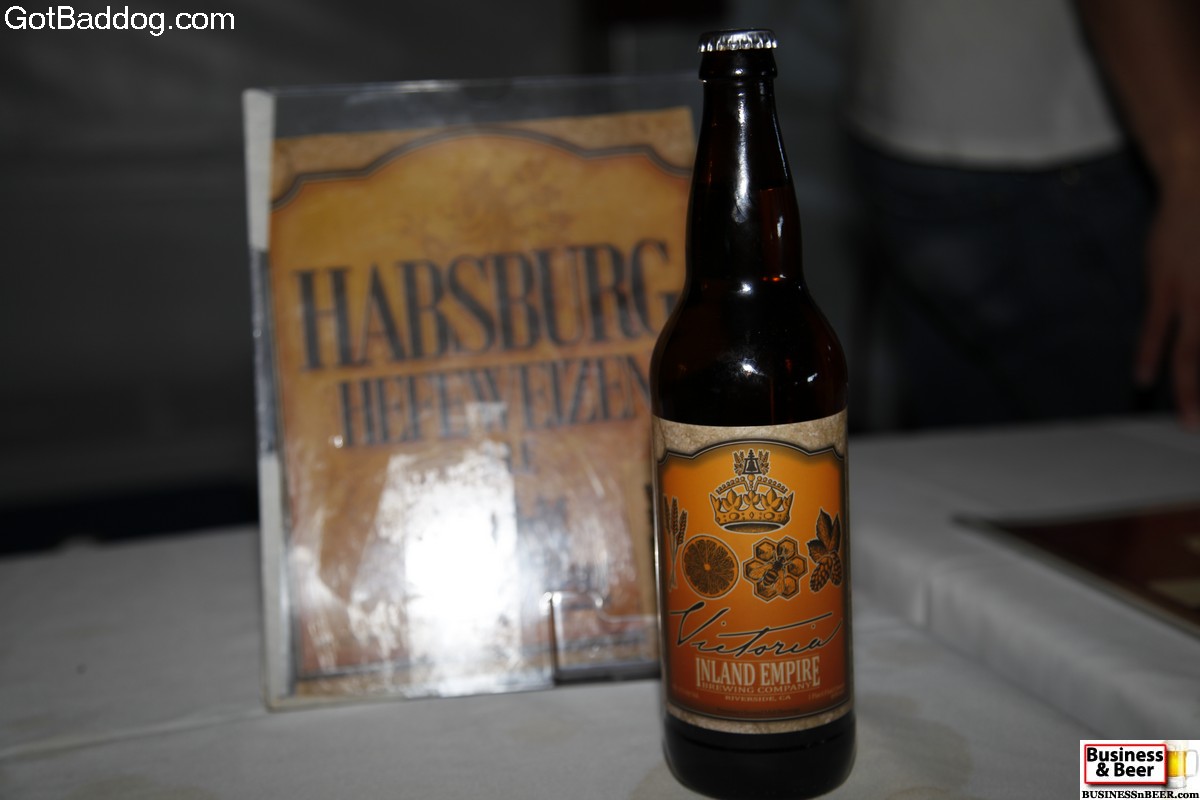 GotBaddog.com
HABSBURG
HEFEWEIZEN
Victoria
INLAND EMPIRE
BREWING COMPANY
RIVERSIDE, CA
Business
& Beer
BUSINESSnBEER.com